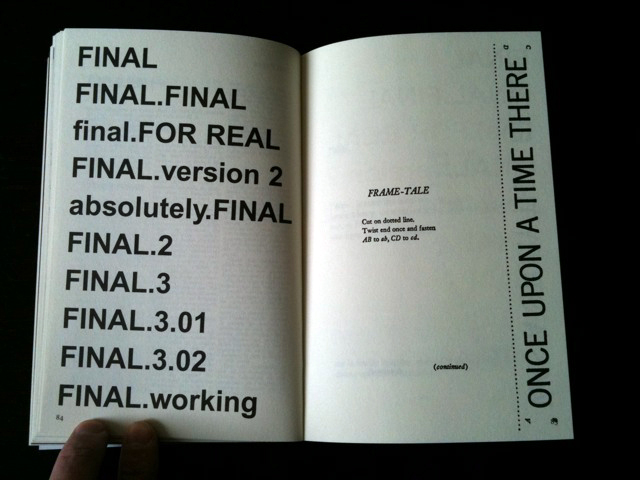 FINAL
FINAL.FINAL
final.FOR REAL
FINAL.version 2
absolutely.FINAL
FINAL.2
FINAL.3
FINAL.3.01
FINAL.3.02
FINAL.working
84
FRAME-TALE
Cut on dotted line.
Twist end once and fasten
AB to ab, CD to cd.
(continued)
ONCE UPON A TIME THERE